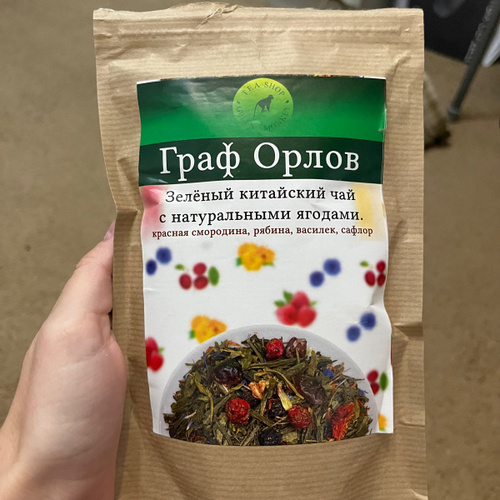 TEA SHOP
Граф Орлов
Зелёный китайский чай
с натуральными ягодами.
красная смородина, рябина, василек, сафлор